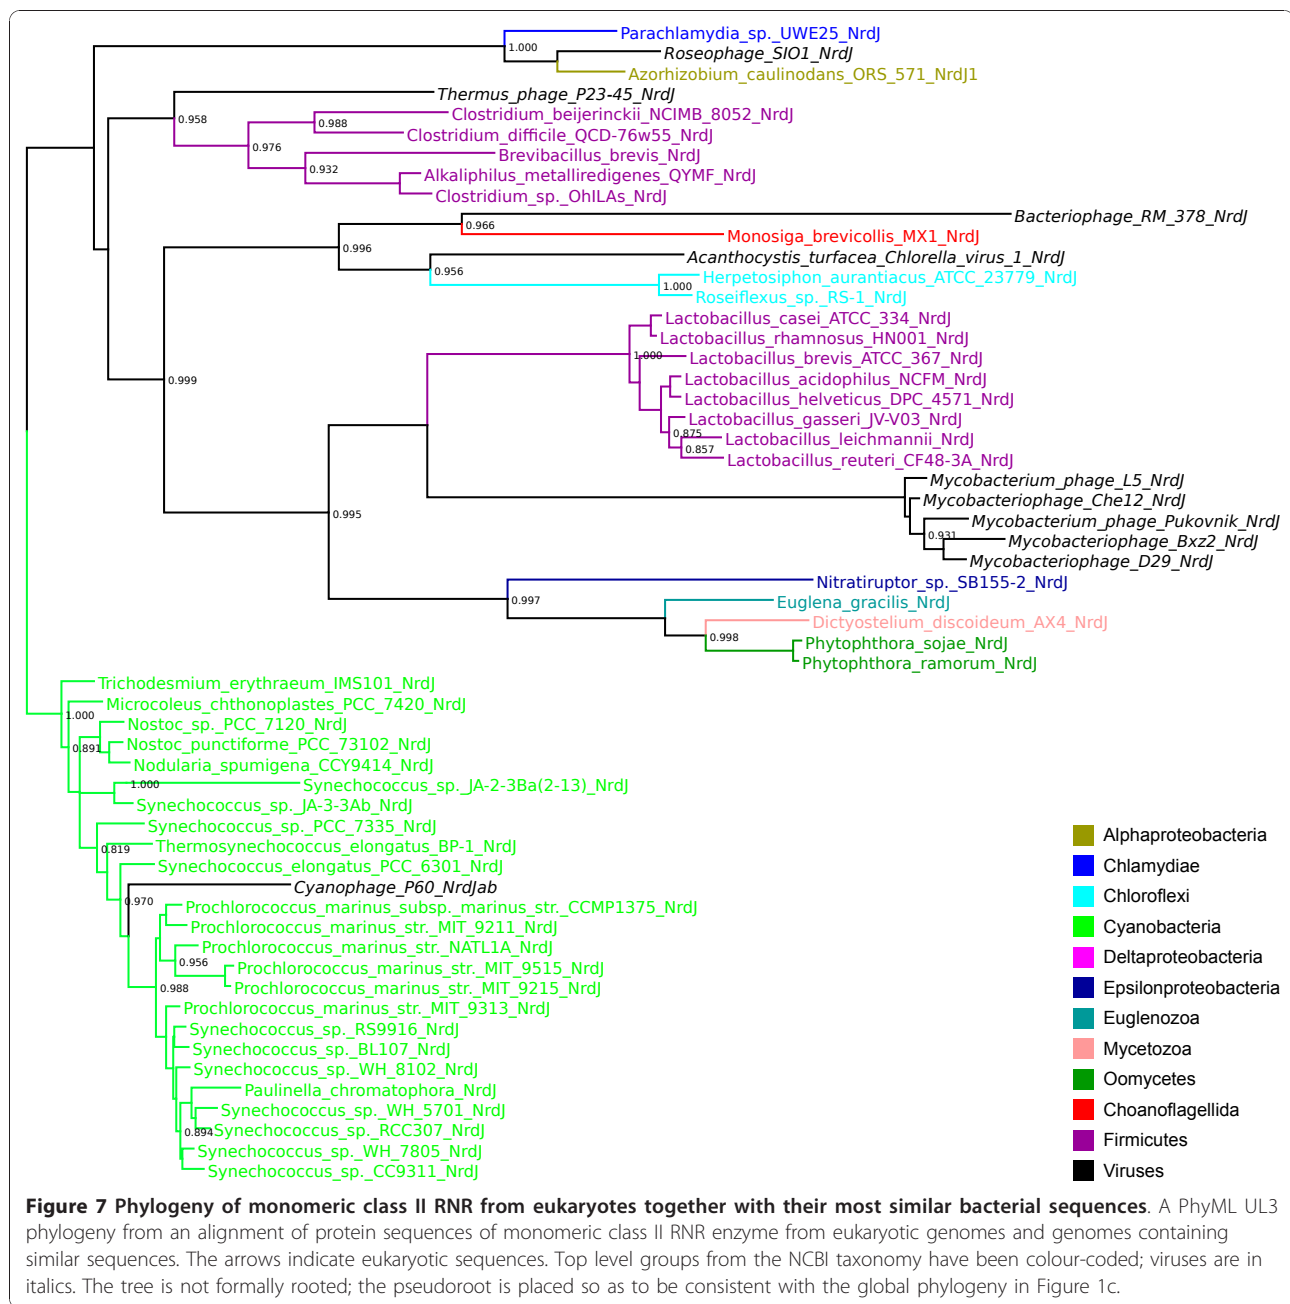 Parachlamydia_sp._UWE25_NrdJ
1.000
Roseophage_SIO1_NrdJ
Azorhizobium_caulinodans_ORS_571_NrdJ1
Thermus_phage_P23-45_NrdJ
0.958
Clostridium_beijerinckii_NCIMB_8052_NrdJ
0.988
Clostridium_difficile_QCD-76w55_NrdJ
0.976
Brevibacillus_brevis_NrdJ
0.932
Alkaliphilus_metalliredigenes_QYMF_NrdJ
Clostridium_sp._OhILAs_NrdJ
Bacteriophage_RM_378_NrdJ
0.966
Monosiga_brevicollis_MX1_NrdJ
0.996
Acanthocystis_turfacea_Chlorella_virus_1_NrdJ
0.956
Herpetosiphon_aurantiacus_ATCC_23779_NrdJ
1.000
Roseiflexus_sp._RS-1_NrdJ
Lactobacillus_casei_ATCC_334_NrdJ
Lactobacillus_rhamnosus_HN001_NrdJ
1.000
Lactobacillus_brevis_ATCC_367_NrdJ
0.999
Lactobacillus_acidophilus_NCFM_NrdJ
Lactobacillus_helveticus_DPC_4571_NrdJ
Lactobacillus_gasseri_JV-V03_NrdJ
0.875
Lactobacillus_leichmannii_NrdJ
0.857
Lactobacillus_reuteri_CF48-3A_NrdJ
Mycobacterium_phage_L5_NrdJ
Mycobacteriophage_Che12_NrdJ
0.995
Mycobacterium_phage_Pukovnik_NrdJ
0.931
Mycobacteriophage_Bxz2_NrdJ
Mycobacteriophage_D29_NrdJ
Nitratiruptor_sp._SB155-2_NrdJ
0.997
Euglena_gracilis_NrdJ
Dictyostelium_discoideum_AX4_NrdJ
0.998
Phytophthora_sojae_NrdJ
Phytophthora_ramorum_NrdJ
Trichodesmium_erythraeum_IMS101_NrdJ
Microcoleus_chthonoplastes_PCC_7420_NrdJ
1.000
Nostoc_sp._PCC_7120_NrdJ
0.891
Nostoc_punctiforme_PCC_73102_NrdJ
Nodularia_spumigena_CCY9414_NrdJ
1.000
Synechococcus_sp._JA-2-3Ba(2-13)_NrdJ
Synechococcus_sp._JA-3-3Ab_NrdJ
Synechococcus_sp._PCC_7335_NrdJ
0.819
Thermosynechococcus_elongatus_BP-1_NrdJ
Synechococcus_elongatus_PCC_6301_NrdJ
Cyanophage_P60_NrdJab
0.970
Prochlorococcus_marinus_subsp._marinus_str._CCMP1375_NrdJ
Prochlorococcus_marinus_str._MIT_9211_NrdJ
Prochlorococcus_marinus_str._NATL1A_NrdJ
0.956
Prochlorococcus_marinus_str._MIT_9515_NrdJ
0.988
Prochlorococcus_marinus_str._MIT_9215_NrdJ
Prochlorococcus_marinus_str._MIT_9313_NrdJ
Synechococcus_sp._RS9916_NrdJ
Synechococcus_sp._BL107_NrdJ
Synechococcus_sp._WH_8102_NrdJ
Paulinella_chromatophora_NrdJ
Synechococcus_sp._WH_5701_NrdJ
0.894
Synechococcus_sp._RCC307_NrdJ
Synechococcus_sp._WH_7805_NrdJ
Synechococcus_sp._CC9311_NrdJ
Alphaproteobacteria
Chlamydiae
Chloroflexi
Cyanobacteria
Deltaproteobacteria
Epsilonproteobacteria
Euglenozoa
Mycetozoa
Oomycetes
Choanoflagellida
Firmicutes
Viruses
Figure 7 Phylogeny of monomeric class II RNR from eukaryotes together with their most similar bacterial sequences. A PhyML UL3
phylogeny from an alignment of protein sequences of monomeric class II RNR enzyme from eukaryotic genomes and genomes containing
similar sequences. The arrows indicate eukaryotic sequences. Top level groups from the NCBI taxonomy have been colour-coded; viruses are in
italics. The tree is not formally rooted; the pseudoroot is placed so as to be consistent with the global phylogeny in Figure 1c.